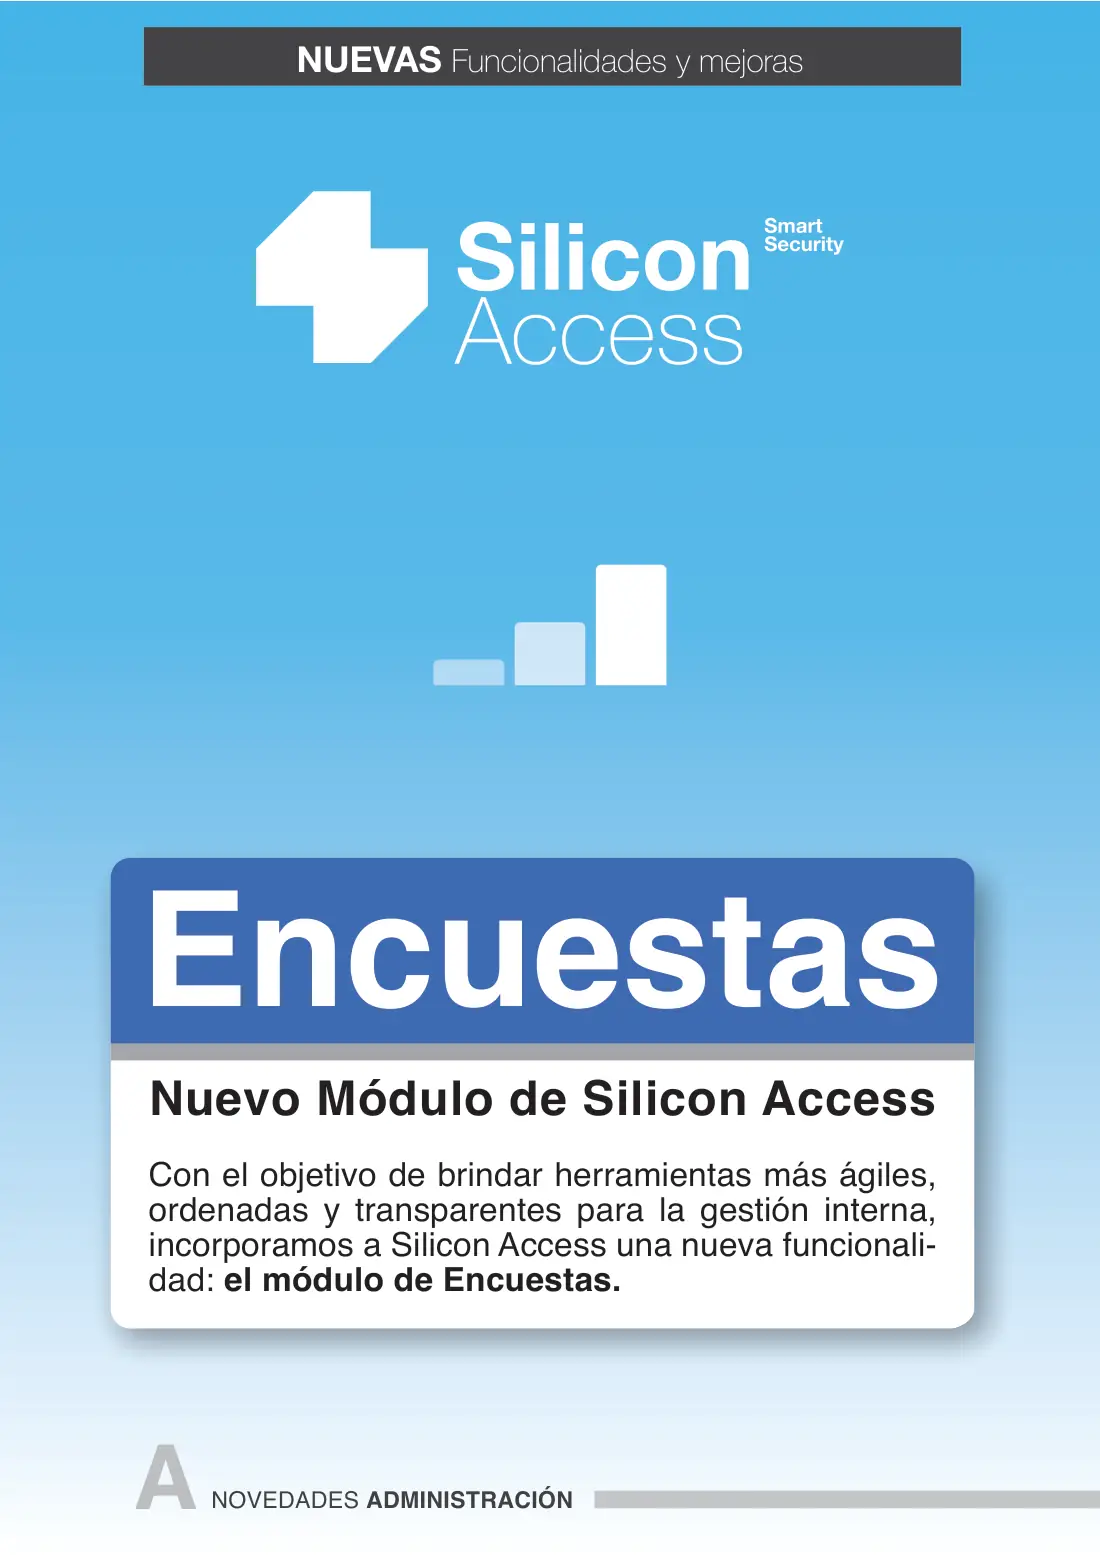 NUEVAS Funcionalidades y mejoras
Silicon
Access
Smart
Security
Encuestas
Nuevo Módulo de Silicon Access
Con el objetivo de brindar herramientas más ágiles,
ordenadas y transparentes para la gestión interna,
incorporamos a Silicon Access una nueva funcionali-
dad: el módulo de Encuestas.
A NOVEDADES ADMINISTRACIÓN